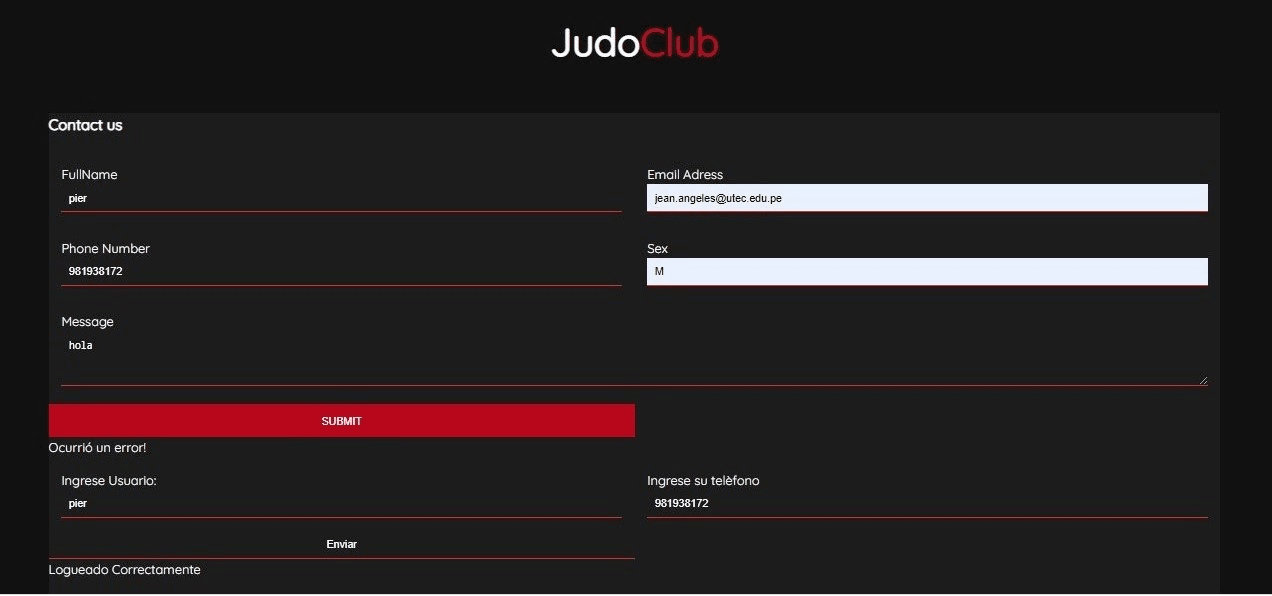 JudoClub
Contact us
FullName
pier
Email Adress
jean.angeles@utec.edu.pe
Phone Number
981938172
Sex
M
Message
hola
SUBMIT
Ocurrió un error!
Ingrese Usuario:
pier
Ingrese su telèfono
981938172
Enviar
Logueado Correctamente